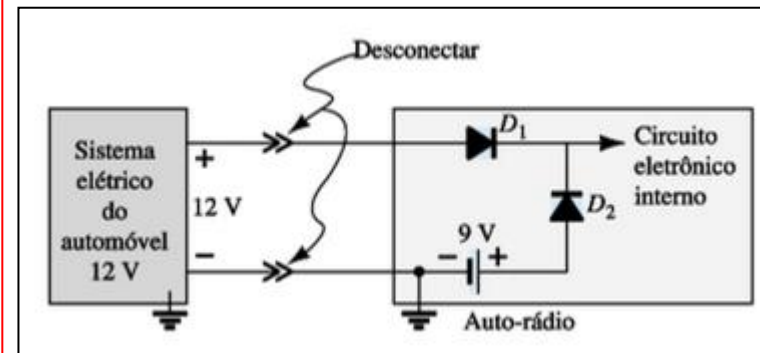 Desconectar
Sistema
elétrico
do
automóvel
12 V
+
12 V
−
D1
Circuito
eletrônico
interno
D2
9 V
− +
Auto-rádio